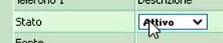 Telefono 1 Descrizione
Stato Attivo
Fonte